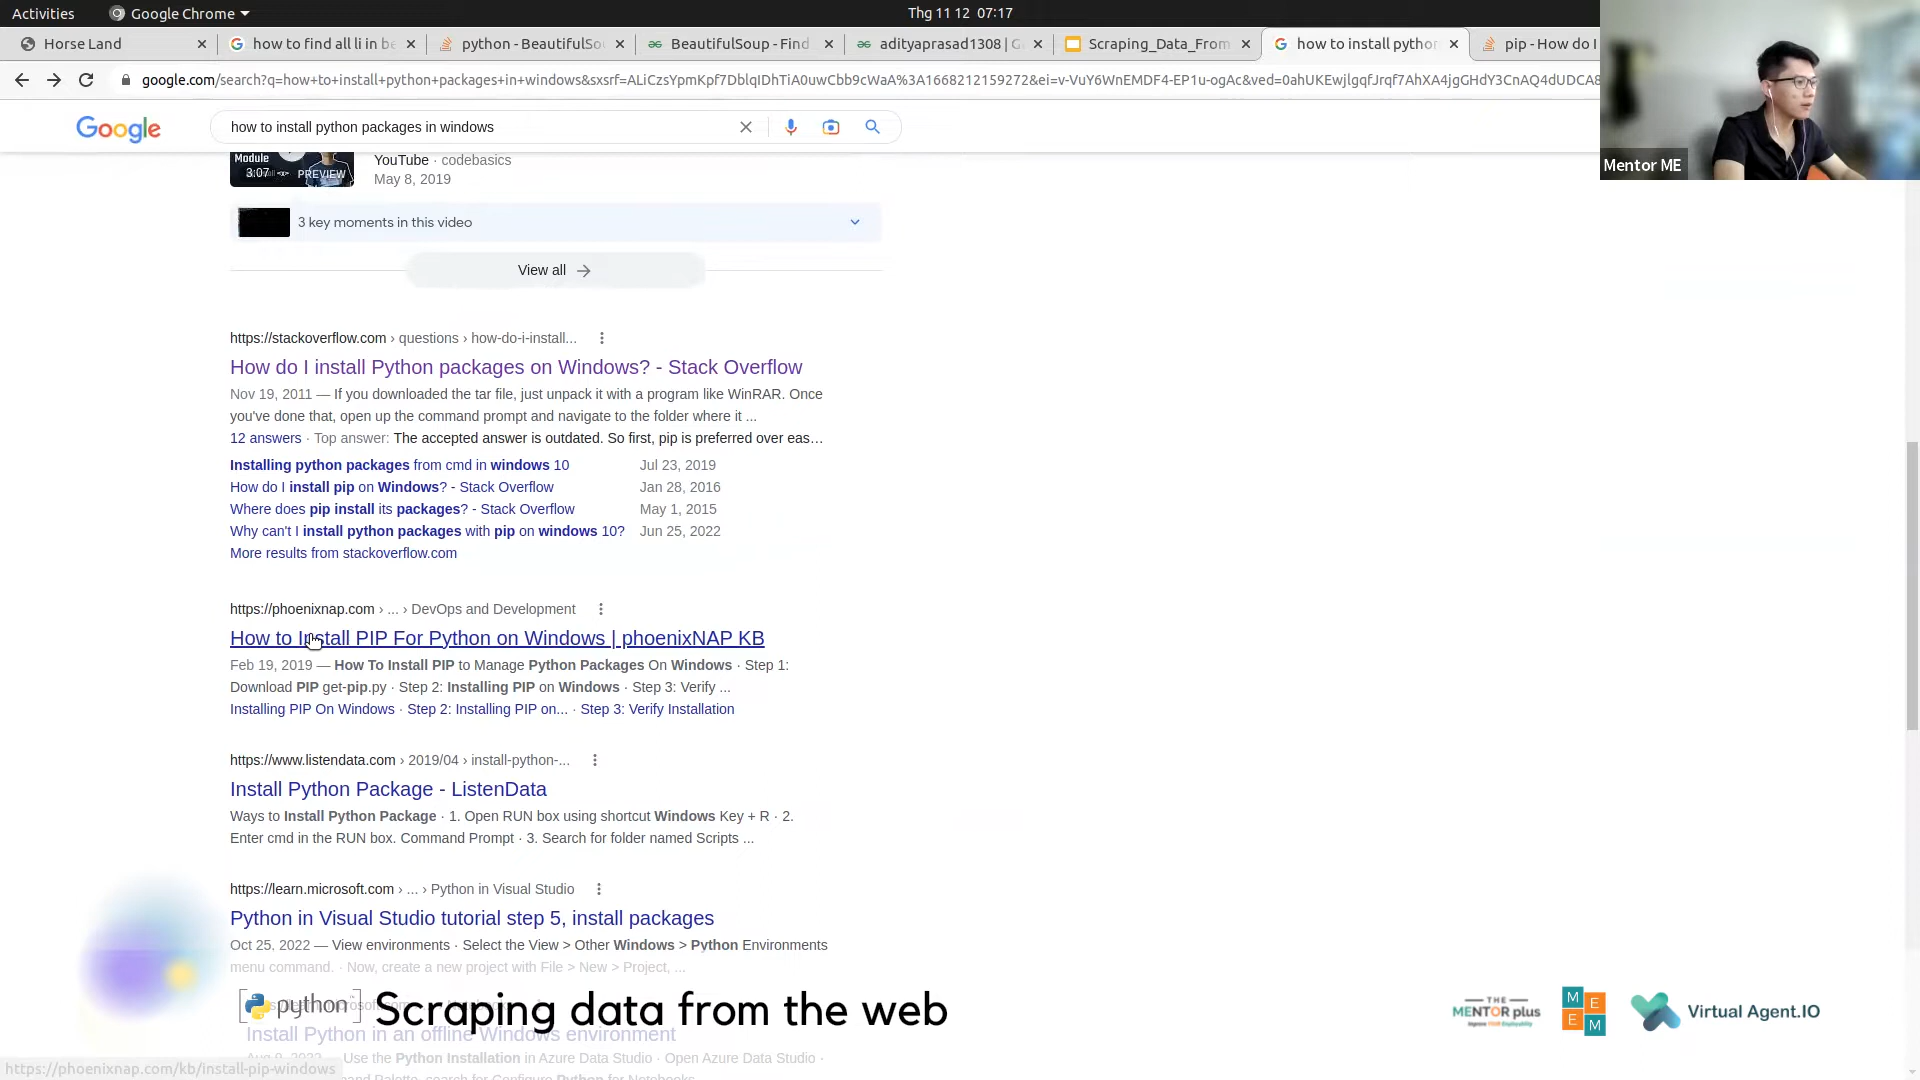 Activities
Google Chrome
Thg 11 12 07:17
Horse Land
how to find all li in be
python - BeautifulSou
BeautifulSoup - Find
adityaprasad1308 | G
Scraping_Data_From
how to install python
pip - How do I
google.com/search?q=how+to+install+python+packages+in+windows&sxsrf=ALiCzsYpmKpf7DblqIDhTiA0uwCbb9cWaA%3A1668212159272&ei=v-VuY6WnEMDF4-EP1u-ogAc&ved=0ahUKEwjlgqfJrqf7AhXA4jgGHdY3CnAQ4dUDCA8
Google
how to install python packages in windows
Mentor ME
Module
3:07
PREVIEW
YouTube · codebasics
May 8, 2019
3 key moments in this video
View all
https://stackoverflow.com › questions › how-do-i-install...
How do I install Python packages on Windows? - Stack Overflow
Nov 19, 2011 — If you downloaded the tar file, just unpack it with a program like WinRAR. Once
you've done that, open up the command prompt and navigate to the folder where it ...
12 answers · Top answer: The accepted answer is outdated. So first, pip is preferred over eas…
Installing python packages from cmd in windows 10 Jul 23, 2019
How do I install pip on Windows? - Stack Overflow Jan 28, 2016
Where does pip install its packages? - Stack Overflow May 1, 2015
Why can't I install python packages with pip on windows 10? Jun 25, 2022
More results from stackoverflow.com
https://phoenixnap.com › ... › DevOps and Development
How to Install PIP For Python on Windows | phoenixNAP KB
Feb 19, 2019 — How To Install PIP to Manage Python Packages On Windows · Step 1:
Download PIP get-pip.py · Step 2: Installing PIP on Windows · Step 3: Verify ...
Installing PIP On Windows · Step 2: Installing PIP on... · Step 3: Verify Installation
https://www.listendata.com › 2019/04 › install-python-...
Install Python Package - ListenData
Ways to Install Python Package · 1. Open RUN box using shortcut Windows Key + R · 2.
Enter cmd in the RUN box. Command Prompt · 3. Search for folder named Scripts ...
https://learn.microsoft.com › ... › Python in Visual Studio
Python in Visual Studio tutorial step 5, install packages
Oct 25, 2022 — View environments · Select the View > Other Windows > Python Environments
menu command. · Now, create a new project with File > New > Project, ...
python
Scraping data from the web
Install Python in an offline Windows environment
Use the Python Installation in Azure Data Studio · Open Azure Data Studio ·
https://phoenixnap.com/kb/install-pip-windows
THE
MENTOR plus
M E
E M
Virtual Agent.IO